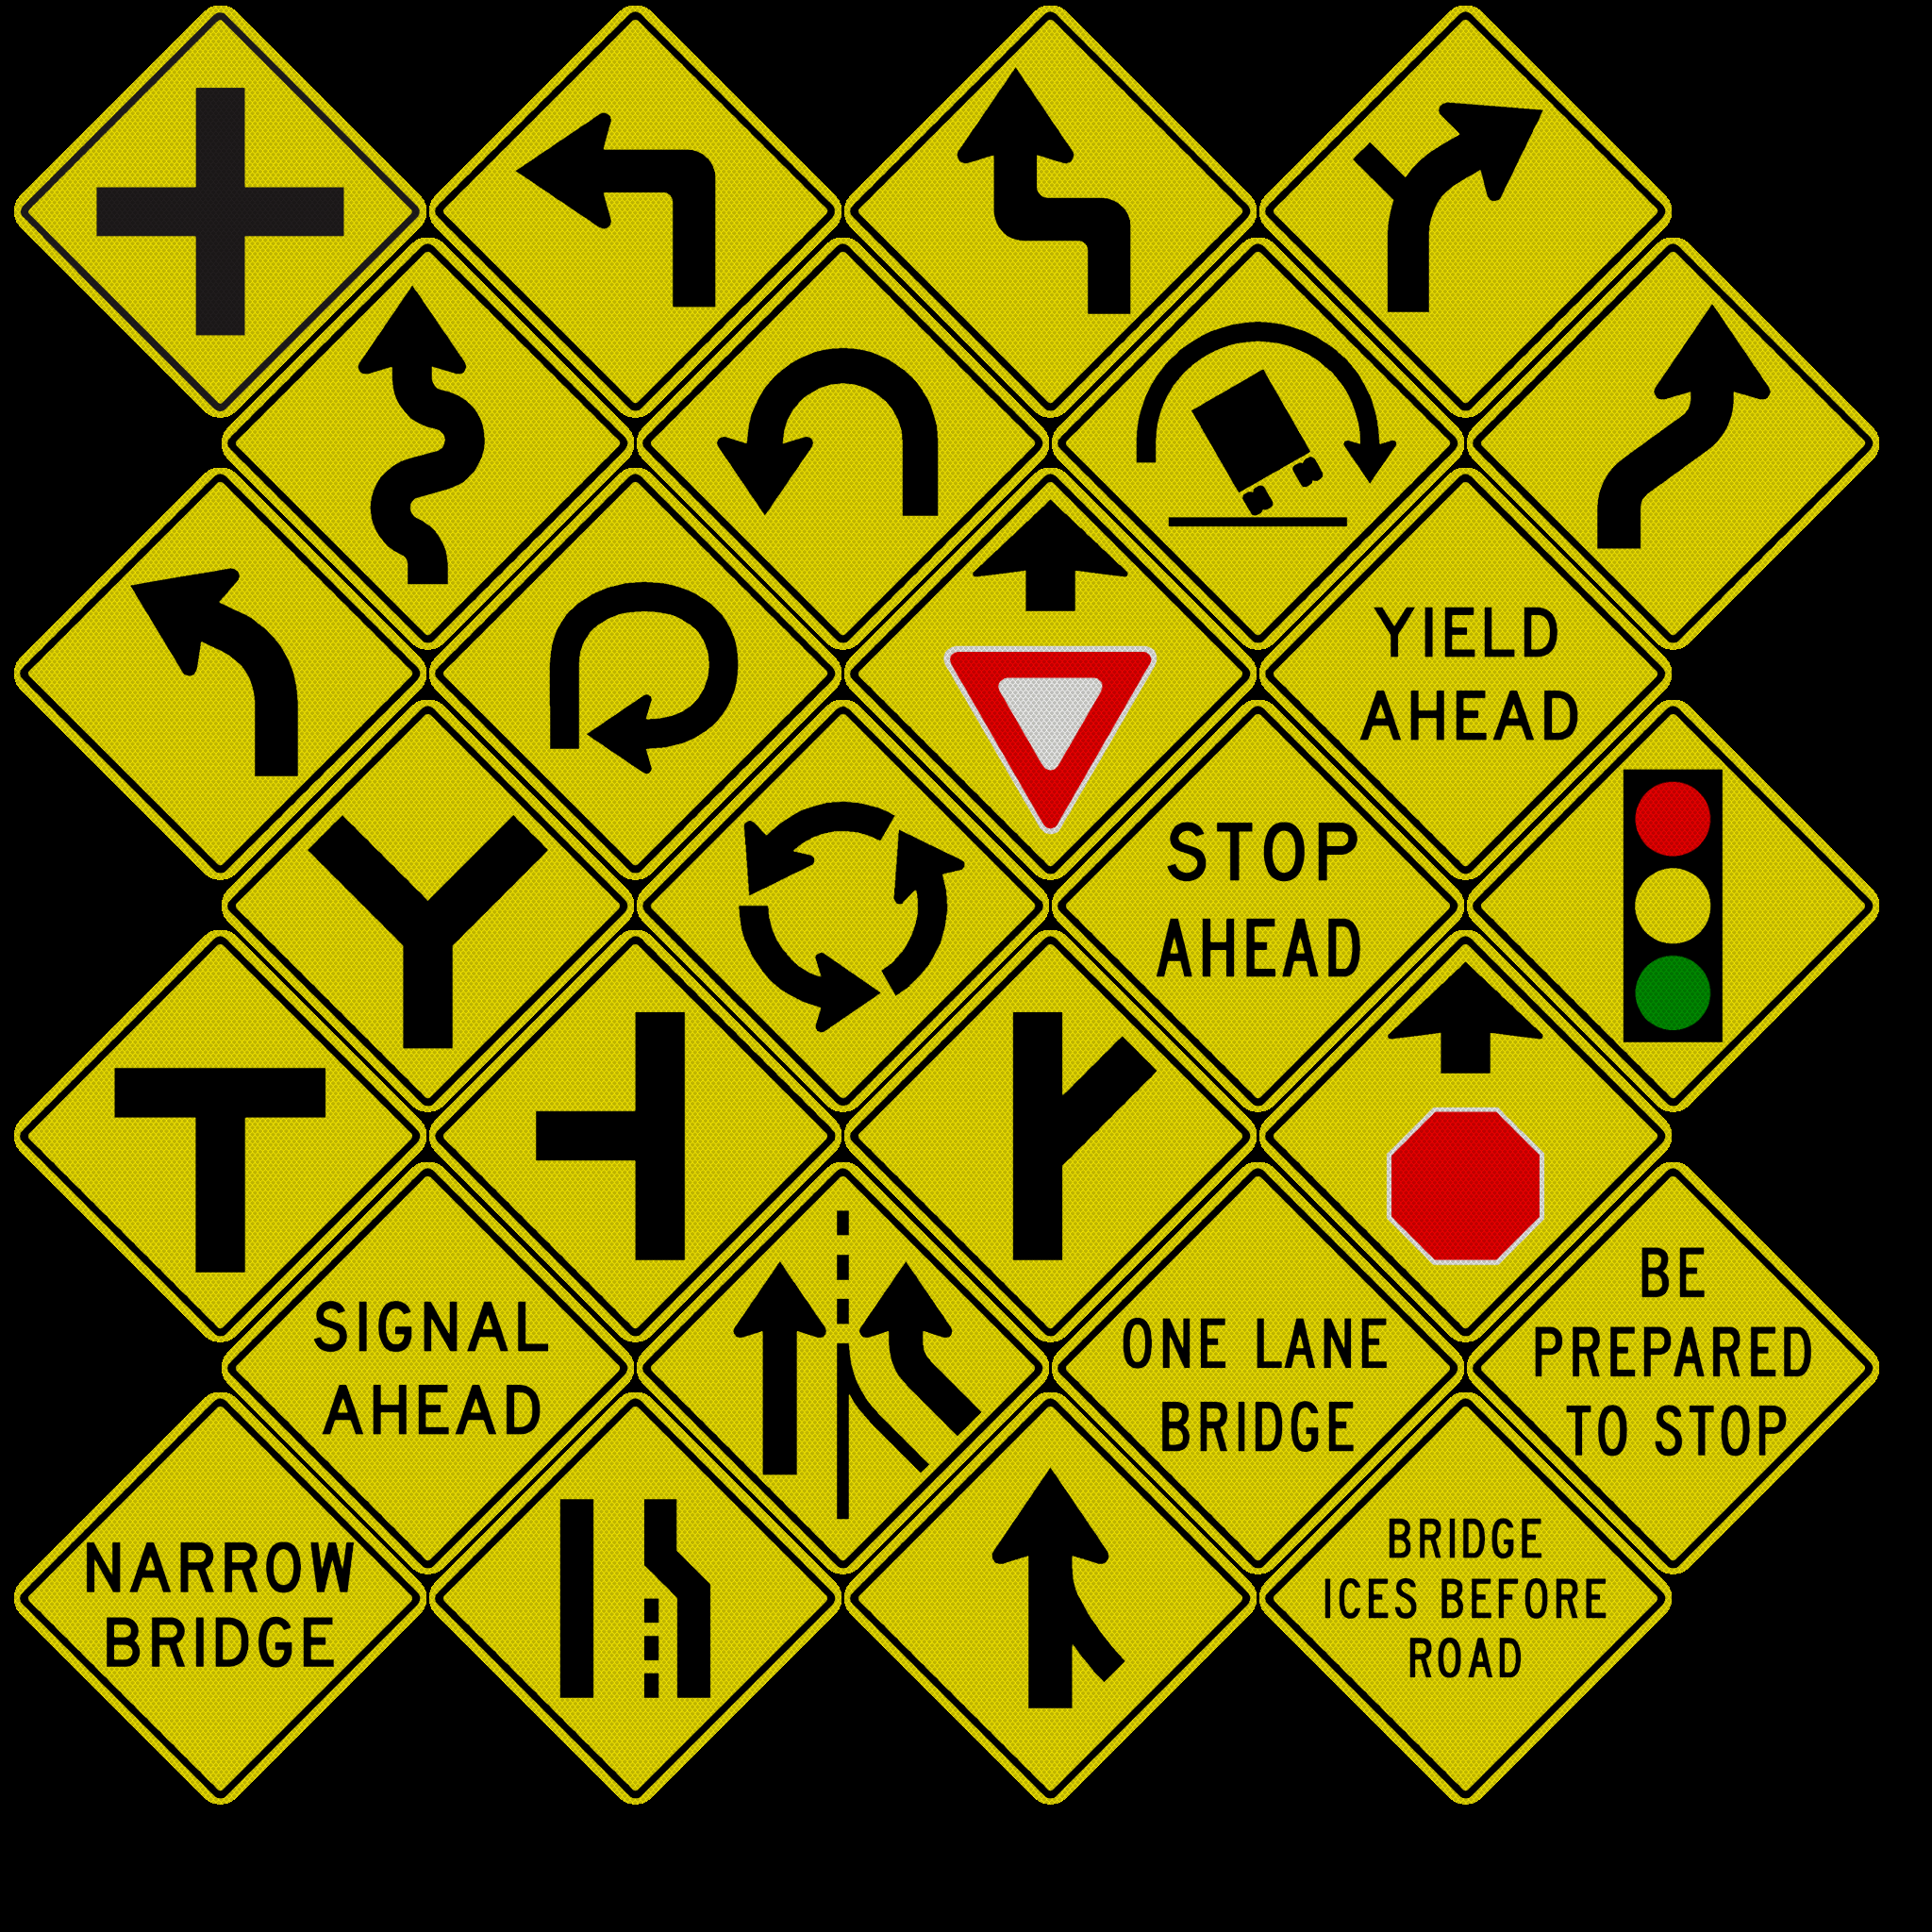 YIELD
AHEAD
STOP
AHEAD
SIGNAL
AHEAD
ONE LANE
BRIDGE
BE
PREPARED
TO STOP
NARROW
BRIDGE
BRIDGE
ICES BEFORE
ROAD